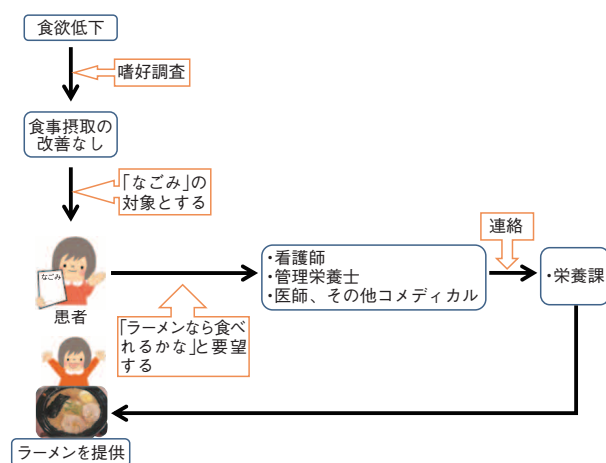 食欲低下
嗜好調査
食事摂取の
改善なし
「なごみ」の
対象とする
なごみ
患者
「ラーメンなら食べ
れるかな」と要望
する
・看護師
・管理栄養士
・医師、その他コメディカル
連絡
・栄養課
ラーメンを提供